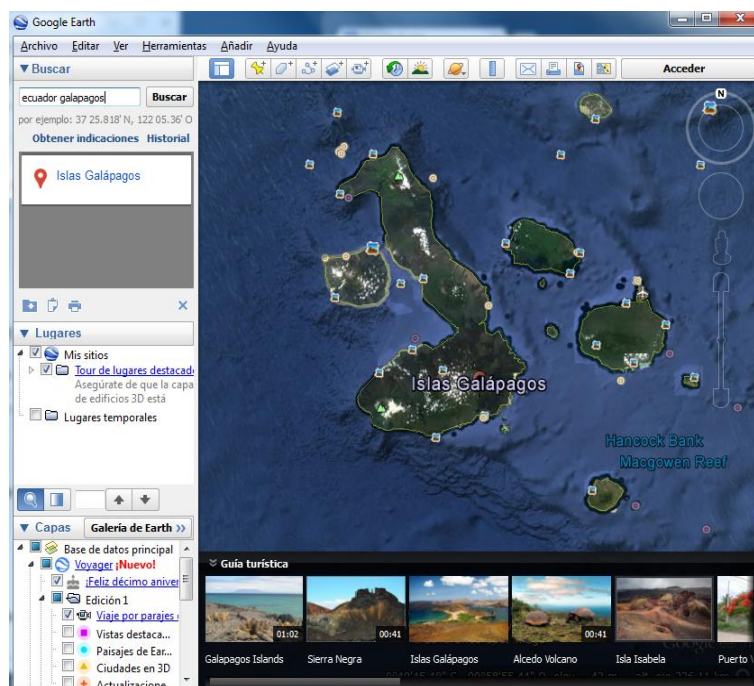 Google Earth
Archivo Editar Ver Herramientas Añadir Ayuda
Buscar
ecuador galapagos
Buscar
por ejemplo: 37 25.818' N, 122 05.36' O
Obtener indicaciones Historial
Islas Galápagos
Lugares
Mis sitios
Tour de lugares destacad
Asegúrate de que la capa
de edificios 3D está
Lugares temporales
Capas
Galería de Earth »
Base de datos principal
Voyager ¡Nuevo!
¡Feliz décimo aniver
Edición 1
Viaje por parajes
Vistas destaca...
Paisajes de Ear...
Ciudades en 3D
Actualizacione
Acceder
N
Islas Galápagos
Hancock Bank
Macgowen Reef
Guía turística
01:02
00:41
00:41
Galapagos Islands
Sierra Negra
Islas Galápagos
Alcedo Volcano
Isla Isabela
Puerto